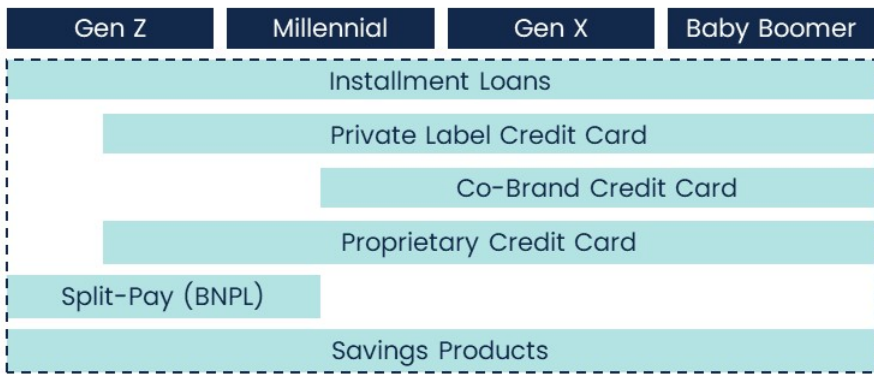 Gen Z
Millennial
Gen X
Baby Boomer
Installment Loans
Private Label Credit Card
Co-Brand Credit Card
Proprietary Credit Card
Split-Pay (BNPL)
Savings Products